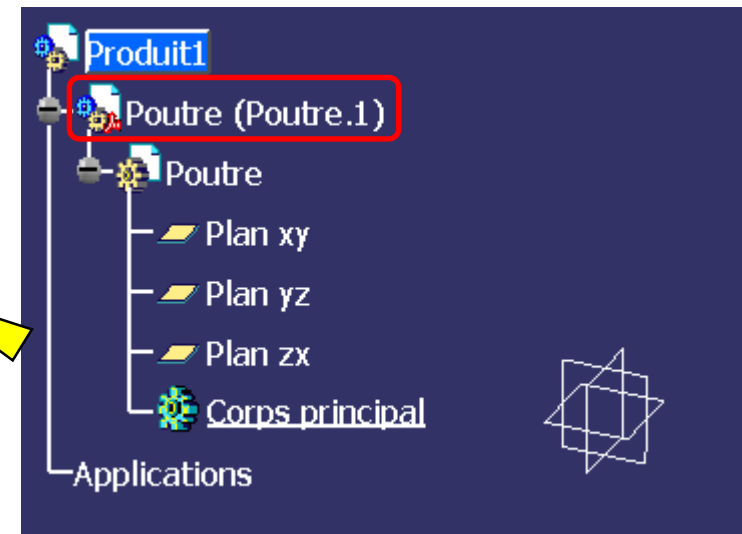 Produit1
Poutre (Poutre.1)
Poutre
Plan xy
Plan yz
Plan zx
Corps principal
Applications